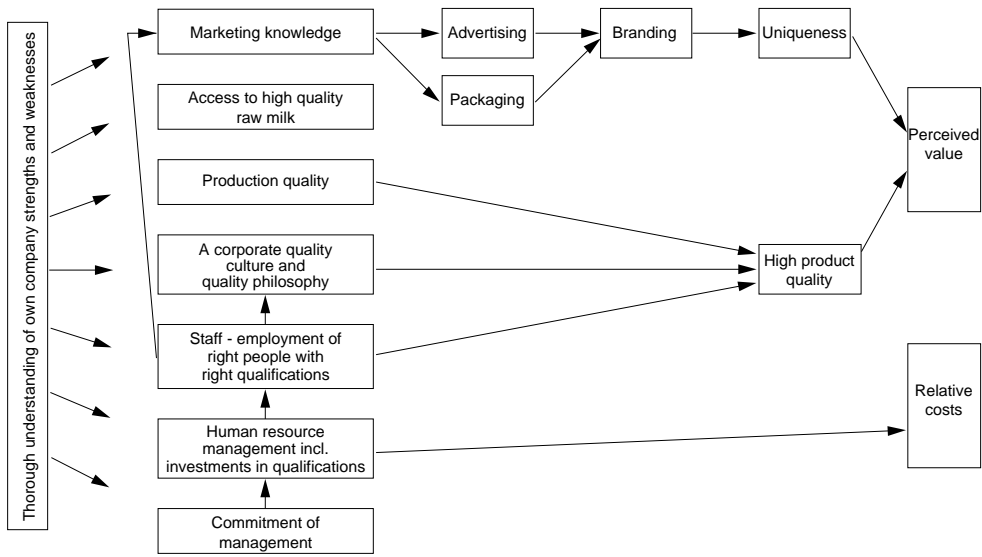 Thorough understanding of own company strengths and weaknesses
Marketing knowledge
Advertising
Branding
Uniqueness
Packaging
Access to high quality
raw milk
Perceived
value
Production quality
A corporate quality
culture and
quality philosophy
High product
quality
Staff - employment of
right people with
right qualifications
Relative
costs
Human resource
management incl.
investments in qualifications
Commitment of
management